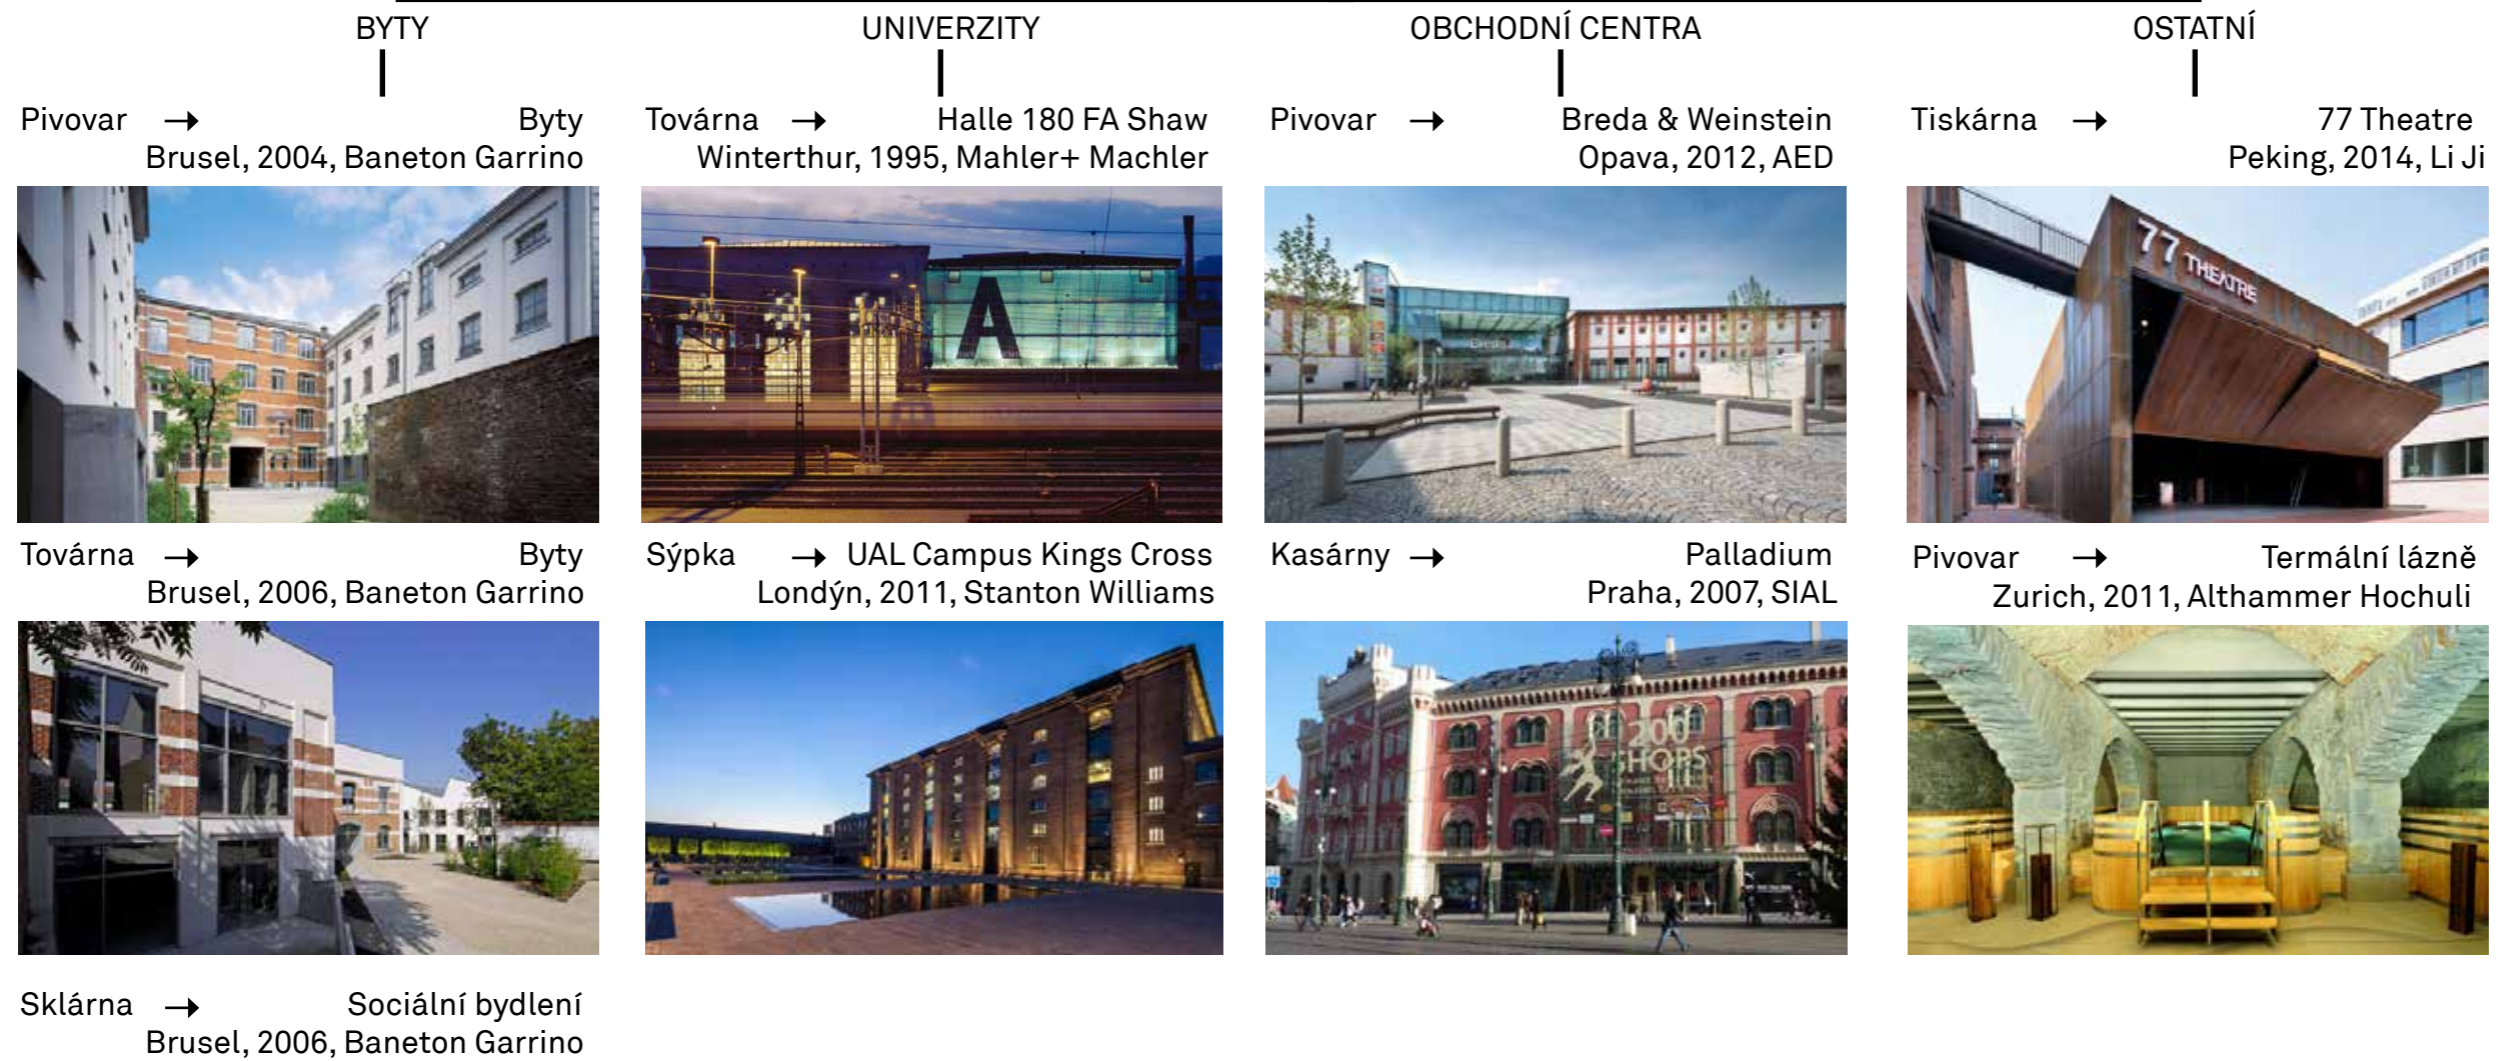 BYTY
Pivovar → Byty
Brusel, 2004, Baneton Garrino
Továrna → Byty
Brusel, 2006, Baneton Garrino
Sklárna → Sociální bydlení
Brusel, 2006, Baneton Garrino
UNIVERZITY
Továrna → Halle 180 FA Shaw
Winterthur, 1995, Mahler+ Machler
A
Sýpka → UAL Campus Kings Cross
Londýn, 2011, Stanton Williams
OBCHODNÍ CENTRA
Pivovar → Breda & Weinstein
Opava, 2012, AED
Breda
Kasárny → Palladium
Praha, 2007, SIAL
200
SHOPS
OSTATNÍ
Tiskárna → 77 Theatre
Peking, 2014, Li Ji
77 THEATRE
Pivovar → Termální lázně
Zurich, 2011, Althammer Hochuli